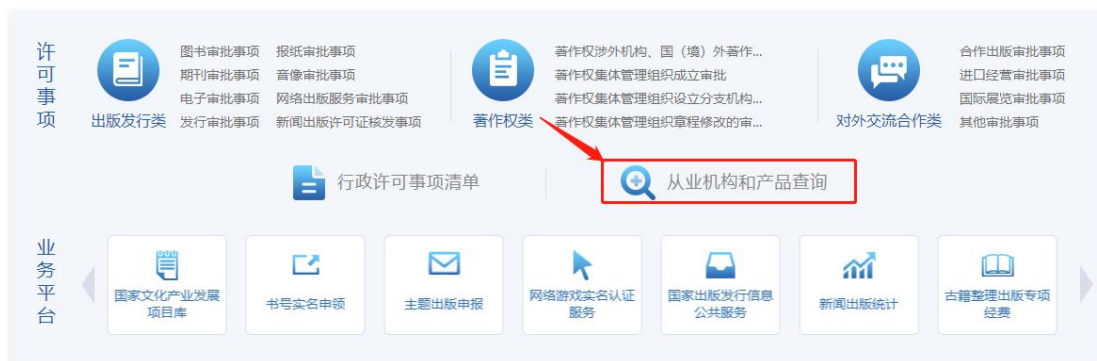 许可事项
出版发行类
图书审批事项 报纸审批事项
期刊审批事项 音像审批事项
电子审批事项 网络出版服务审批事项
发行审批事项 新闻出版许可证核发事项
著作权类
著作权涉外机构、国（境）外著作...
著作权集体管理组织成立审批
著作权集体管理组织设立分支机构...
著作权集体管理组织章程修改的审...
对外交流合作类
合作出版审批事项
进口经营审批事项
国际展览审批事项
其他审批事项
行政许可事项清单
从业机构和产品查询
业务平台
国家文化产业发展
项目库
书号实名申领
主题出版申报
网络游戏实名认证
服务
国家出版发行信息
公共服务
新闻出版统计
古籍整理出版专项
经费